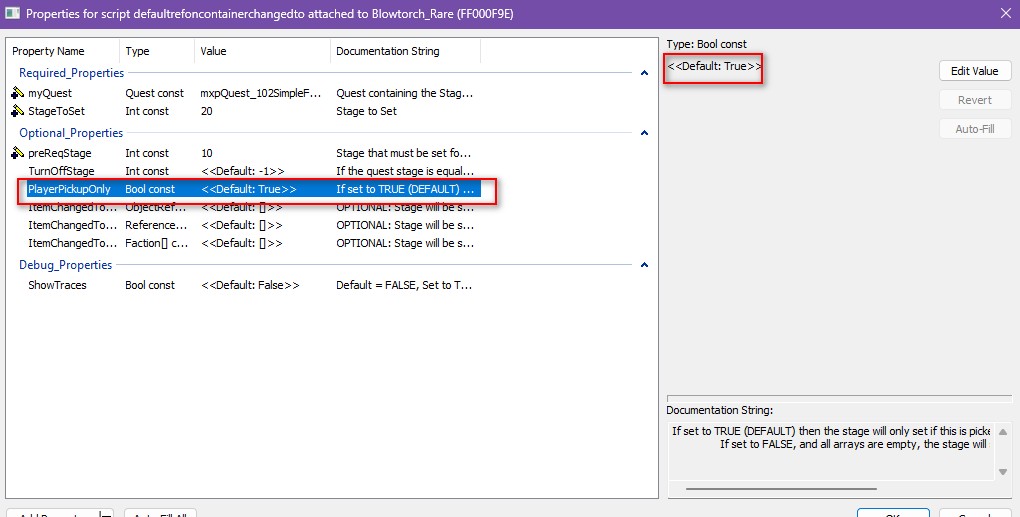 Properties for script defaultrefoncontainerchangedto attached to Blowtorch_Rare (FF000F9E)
Property Name Type Value Documentation String
Required_Properties
myQuest Quest const mxpQuest_102SimpleF... Quest containing the Stag...
StageToSet Int const 20 Stage to Set
Optional_Properties
preReqStage Int const 10 Stage that must be set fo...
TurnOffStage Int const <<Default: -1>> If the quest stage is equal...
PlayerPickupOnly Bool const <<Default: True>> If set to TRUE (DEFAULT) ...
ItemChangedTo... ObjectRef... <<Default: []>> OPTIONAL: Stage will be s...
ItemChangedTo... Reference... <<Default: []>> OPTIONAL: Stage will be s...
ItemChangedTo... Faction[] c... <<Default: []>> OPTIONAL: Stage will be s...
Debug_Properties
ShowTraces Bool const <<Default: False>> Default = FALSE, Set to T...
Type: Bool const
<<Default: True>>
Edit Value
Revert
Auto-Fill
Documentation String:
If set to TRUE (DEFAULT) then the stage will only set if this is picke
If set to FALSE, and all arrays are empty, the stage will